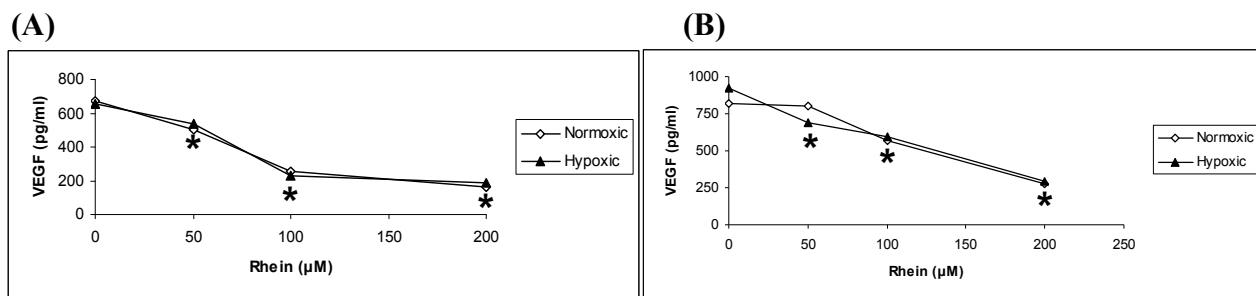 (A)
800
600
400
200
0
VEGF (pg/ml)
*
*
*
0 50 100 150 200
Rhein (µM)
Normoxic
Hypoxic
(B)
1000
750
500
250
0
VEGF (pg/ml)
*
*
*
0 50 100 150 200 250
Rhein (µM)
Normoxic
Hypoxic